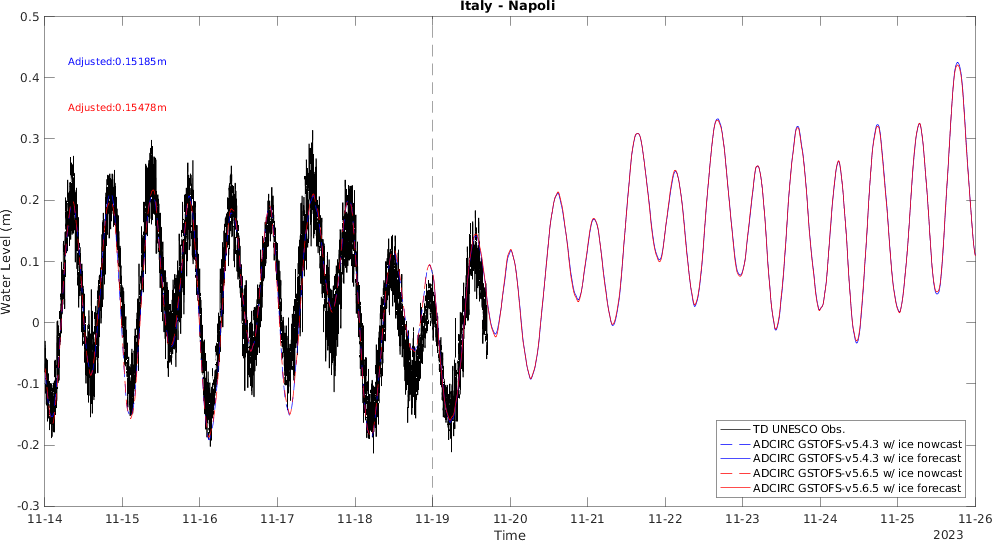 Italy - Napoli
0.5
0.4
0.3
0.2
0.1
0
-0.1
-0.2
-0.3
Water Level (m)
Adjusted:0.15185m
Adjusted:0.15478m
TD UNESCO Obs.
ADCIRC GSTOFS-v5.4.3 w/ ice nowcast
ADCIRC GSTOFS-v5.4.3 w/ ice forecast
ADCIRC GSTOFS-v5.6.5 w/ ice nowcast
ADCIRC GSTOFS-v5.6.5 w/ ice forecast
11-14 11-15 11-16 11-17 11-18 11-19 11-20 11-21 11-22 11-23 11-24 11-25 11-26
Time
2023